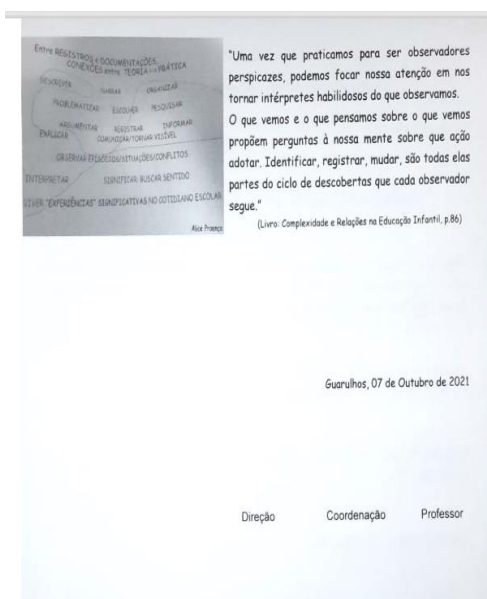 Entre REGISTROS e DOCUMENTAÇÕES
CONEXÕES entre TEORIA e a PRÁTICA
DESCREVER NARRAR ORGANIZAR
PROBLEMATIZAR ESCOLHER PESQUISAR
ARGUMENTAR REGISTRAR INFORMAR
EXPLICAR COMUNICAR/TORNAR VISÍVEL
OBSERVAR EPISÓDIOS/SITUAÇÕES/CONFLITOS
INTERPRETAR SIGNIFICAR: BUSCAR SENTIDO
VIVER "EXPERIÊNCIAS" SIGNIFICATIVAS NO COTIDIANO ESCOLAR
Alice Proença
"Uma vez que praticamos para ser observadores
perspicazes, podemos focar nossa atenção em nos
tornar intérpretes habilidosos do que observamos.
O que vemos e o que pensamos sobre o que vemos
propõem perguntas à nossa mente sobre que ação
adotar. Identificar, registrar, mudar, são todas elas
partes do ciclo de descobertas que cada observador
segue."
(Livro: Complexidade e Relações na Educação Infantil, p.86)
Guarulhos, 07 de Outubro de 2021
Direção Coordenação Professor